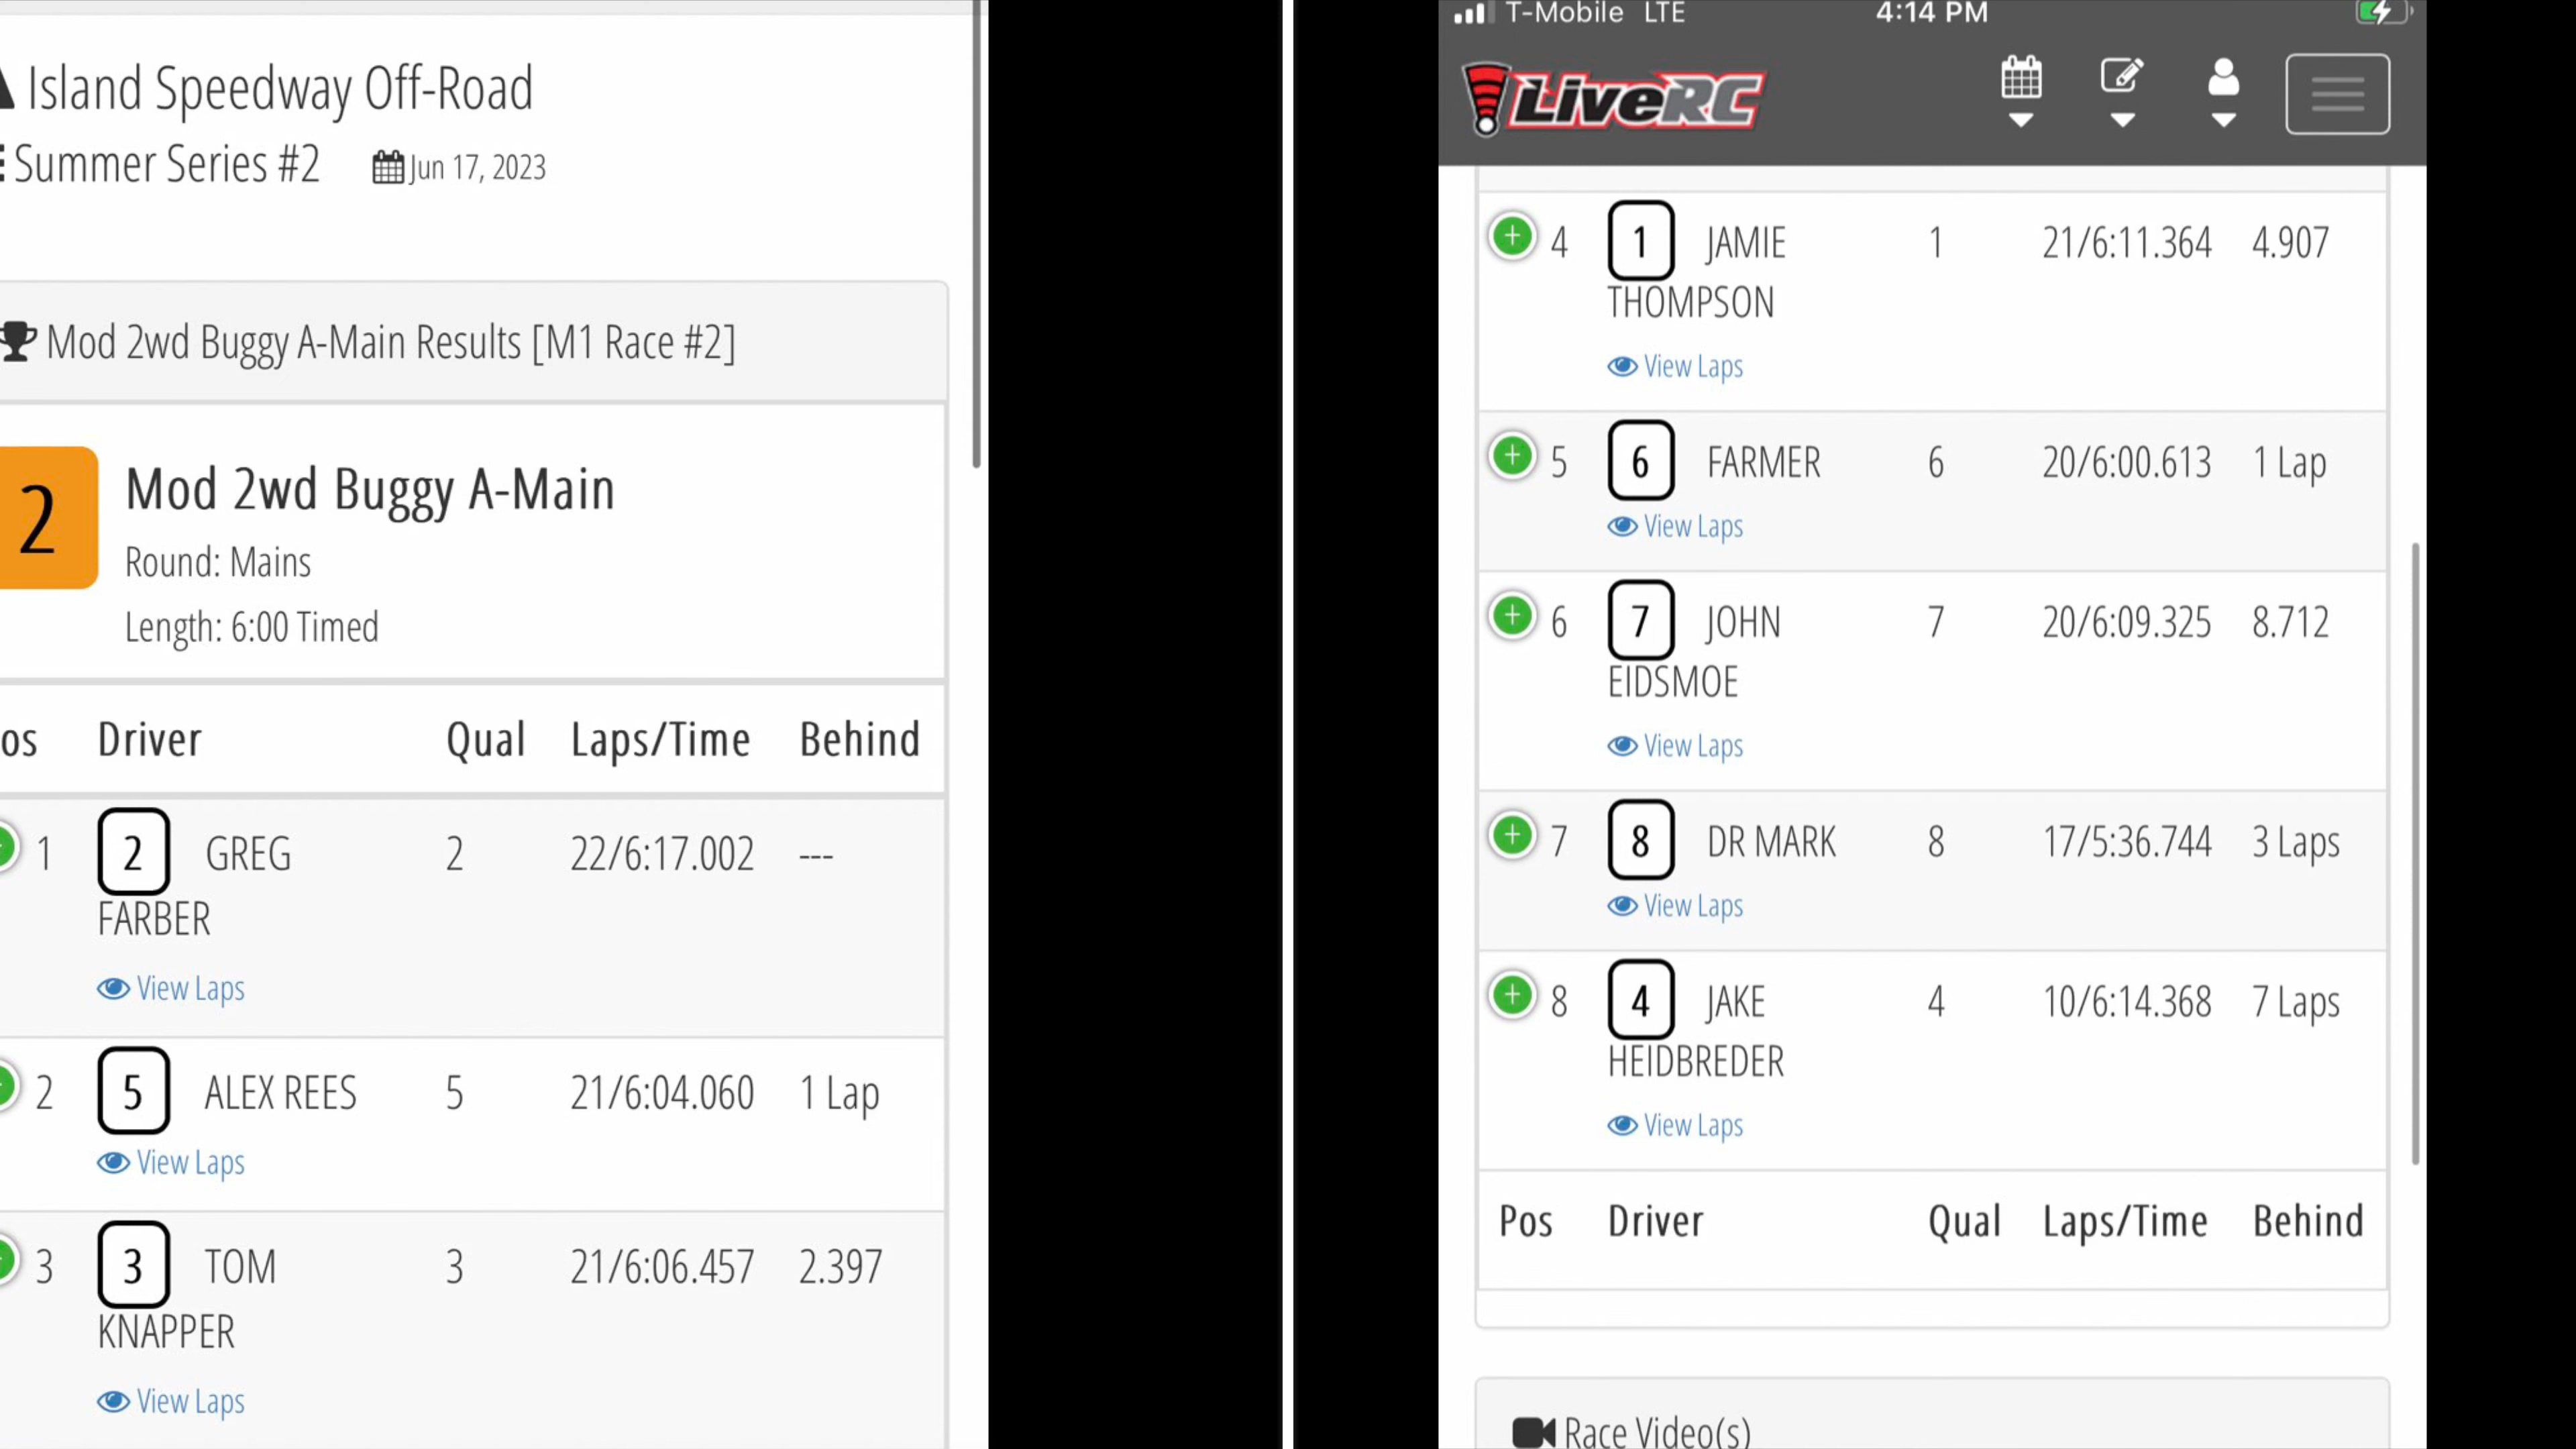 Island Speedway Off-Road
Summer Series #2 Jun 17, 2023
Mod 2wd Buggy A-Main Results [M1 Race #2]
2
Mod 2wd Buggy A-Main
Round: Mains
Length: 6:00 Timed
os Driver Qual Laps/Time Behind
1 2 GREG 2 22/6:17.002 ---
FARBER
View Laps
2 5 ALEX REES 5 21/6:04.060 1 Lap
View Laps
3 3 TOM 3 21/6:06.457 2.397
KNAPPER
View Laps
T-Mobile LTE 4:14 PM
LiveRC
4 1 JAMIE 1 21/6:11.364 4.907
THOMPSON
View Laps
5 6 FARMER 6 20/6:00.613 1 Lap
View Laps
6 7 JOHN 7 20/6:09.325 8.712
EIDSMOE
View Laps
7 8 DR MARK 8 17/5:36.744 3 Laps
View Laps
8 4 JAKE 4 10/6:14.368 7 Laps
HEIDBREDER
View Laps
Pos Driver Qual Laps/Time Behind
Race Video(s)